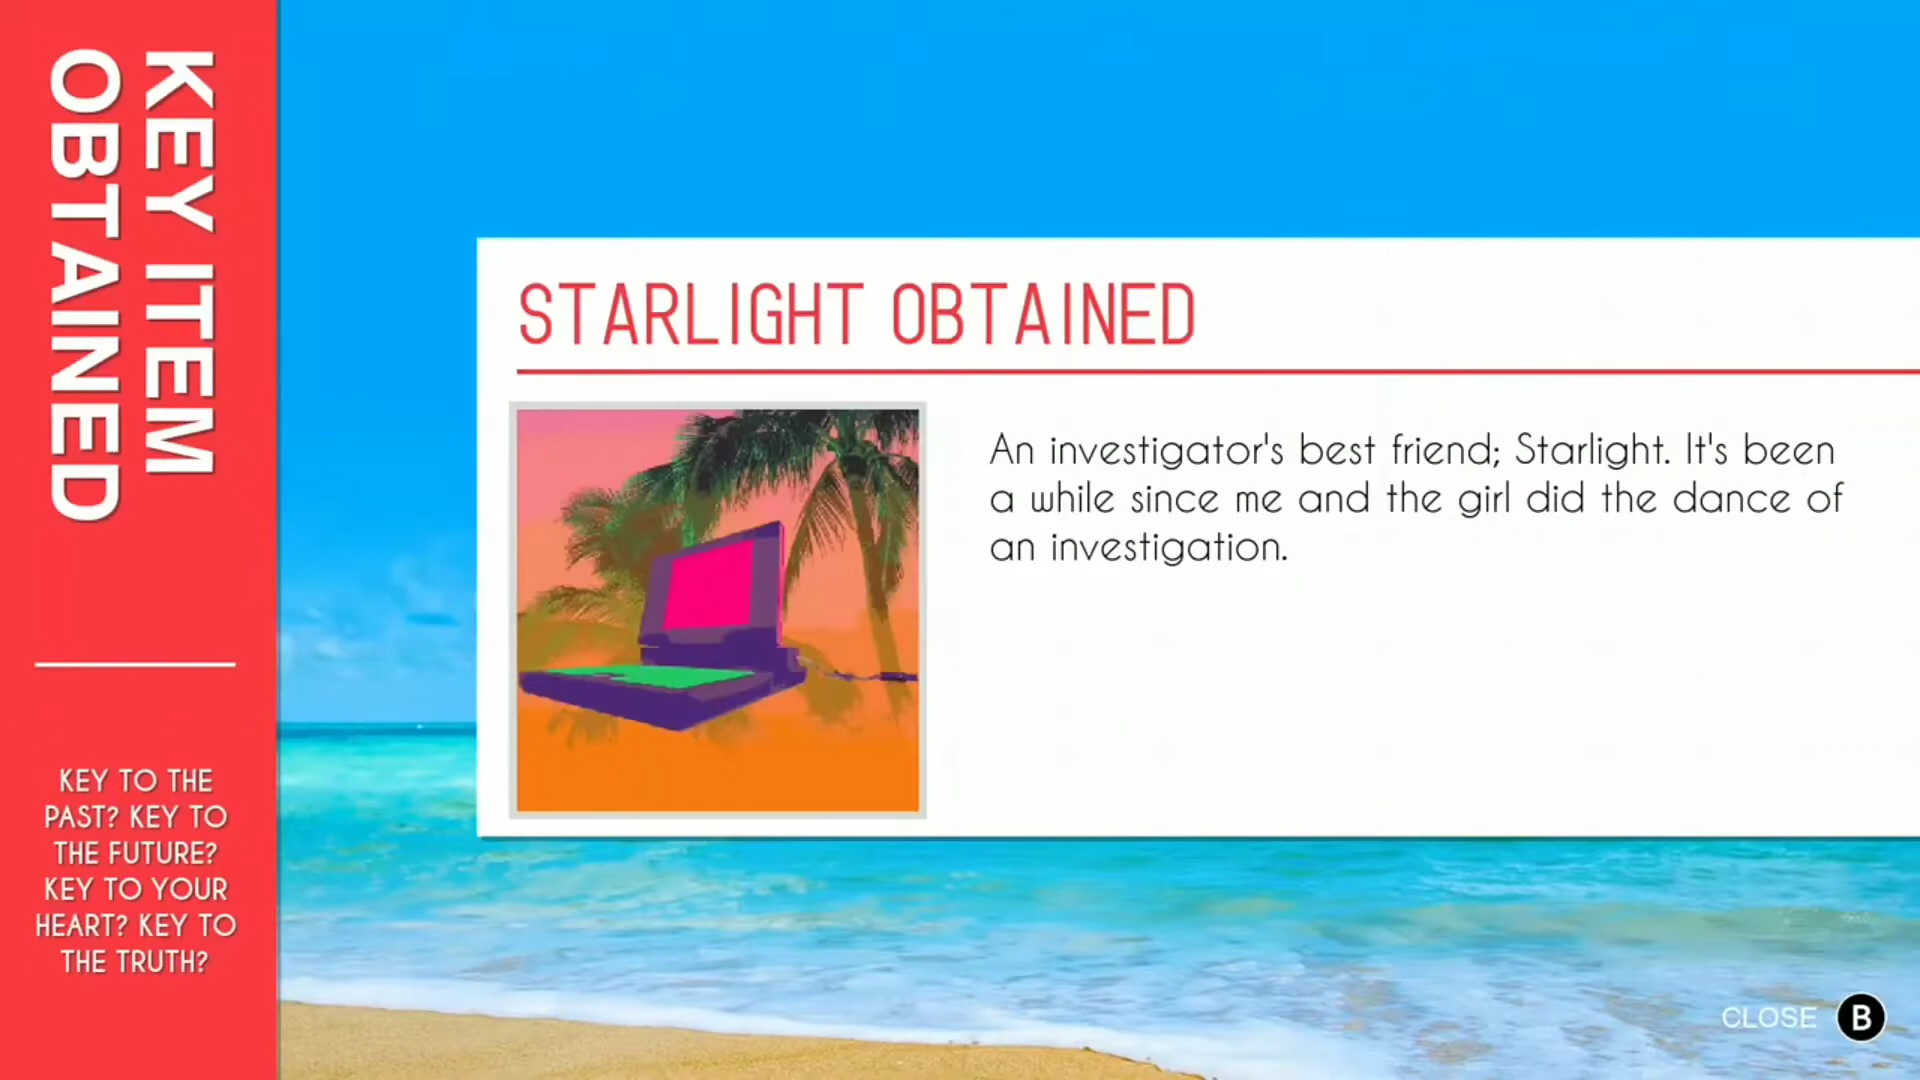 KEY ITEM
OBTAINED
KEY TO THE
PAST? KEY TO
THE FUTURE?
KEY TO YOUR
HEART? KEY TO
THE TRUTH?
STARLIGHT OBTAINED
An investigator's best friend; Starlight. It's been
a while since me and the girl did the dance of
an investigation.
CLOSE B